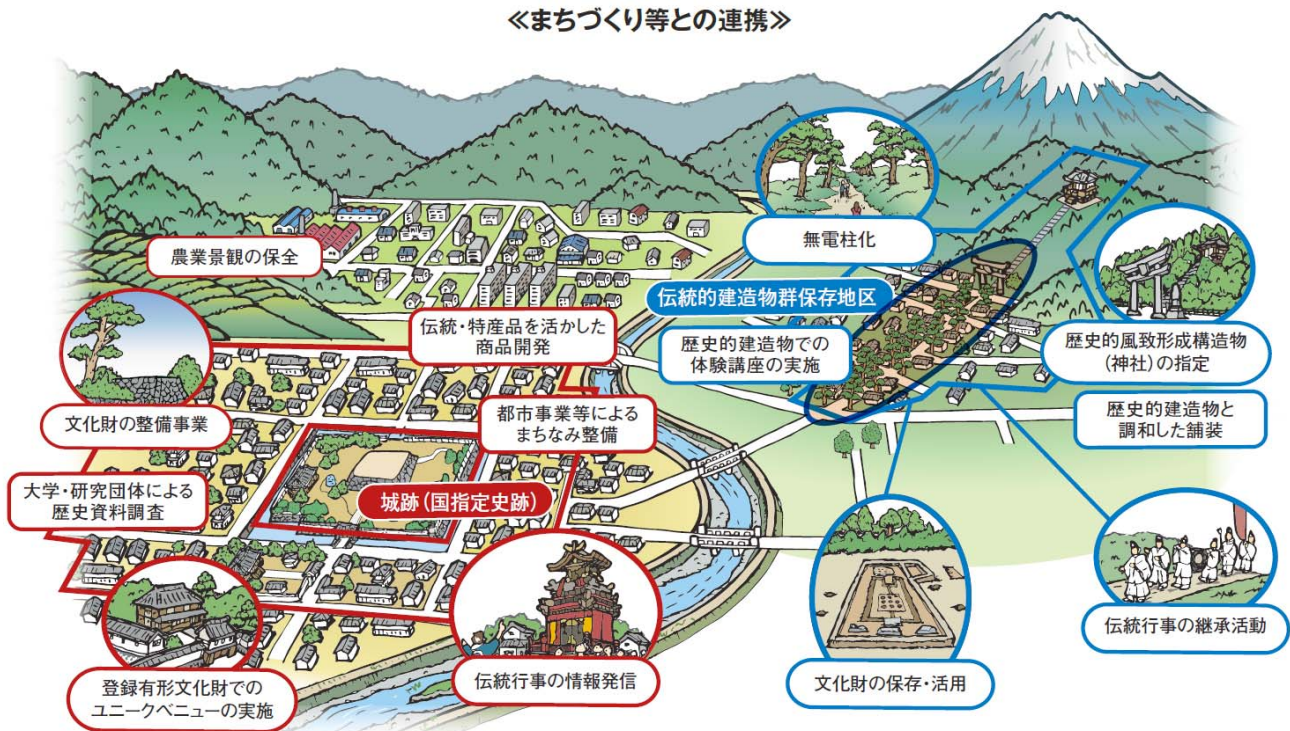 ≪まちづくり等との連携≫
無電柱化
農業景観の保全
伝統的建造物群保存地区
伝統・特産品を活かした
商品開発
歴史的建造物での
体験講座の実施
歴史的風致形成構造物
(神社)の指定
文化財の整備事業
都市事業等による
まちなみ整備
歴史的建造物と
調和した舗装
大学・研究団体による
歴史資料調査
城跡(国指定史跡)
登録有形文化財での
ユニークベニューの実施
伝統行事の情報発信
文化財の保存・活用
伝統行事の継承活動